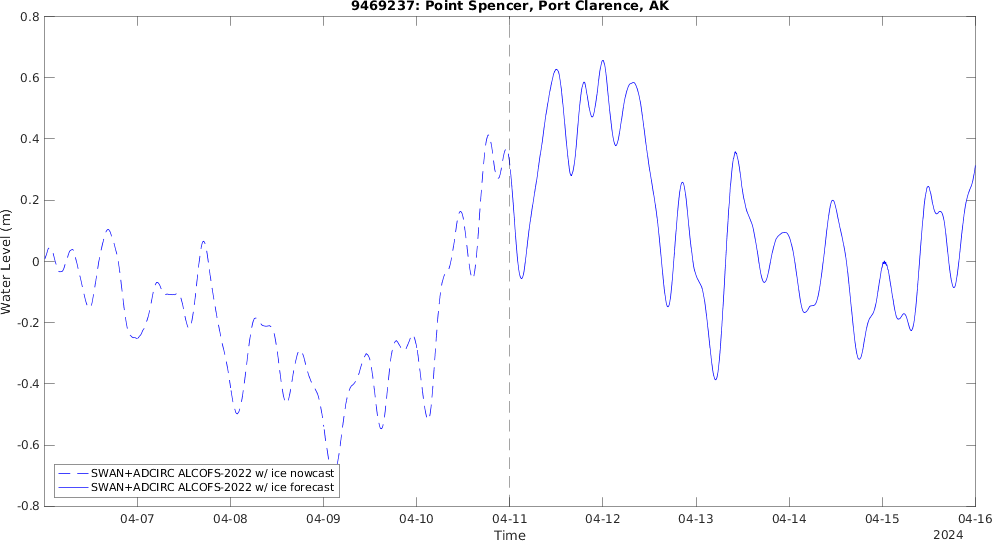 9469237: Point Spencer, Port Clarence, AK
0.8
0.6
0.4
0.2
0
-0.2
-0.4
-0.6
-0.8
Water Level (m)
SWAN+ADCIRC ALCOFS-2022 w/ ice nowcast
SWAN+ADCIRC ALCOFS-2022 w/ ice forecast
04-07 04-08 04-09 04-10 04-11 04-12 04-13 04-14 04-15 04-16
Time
2024